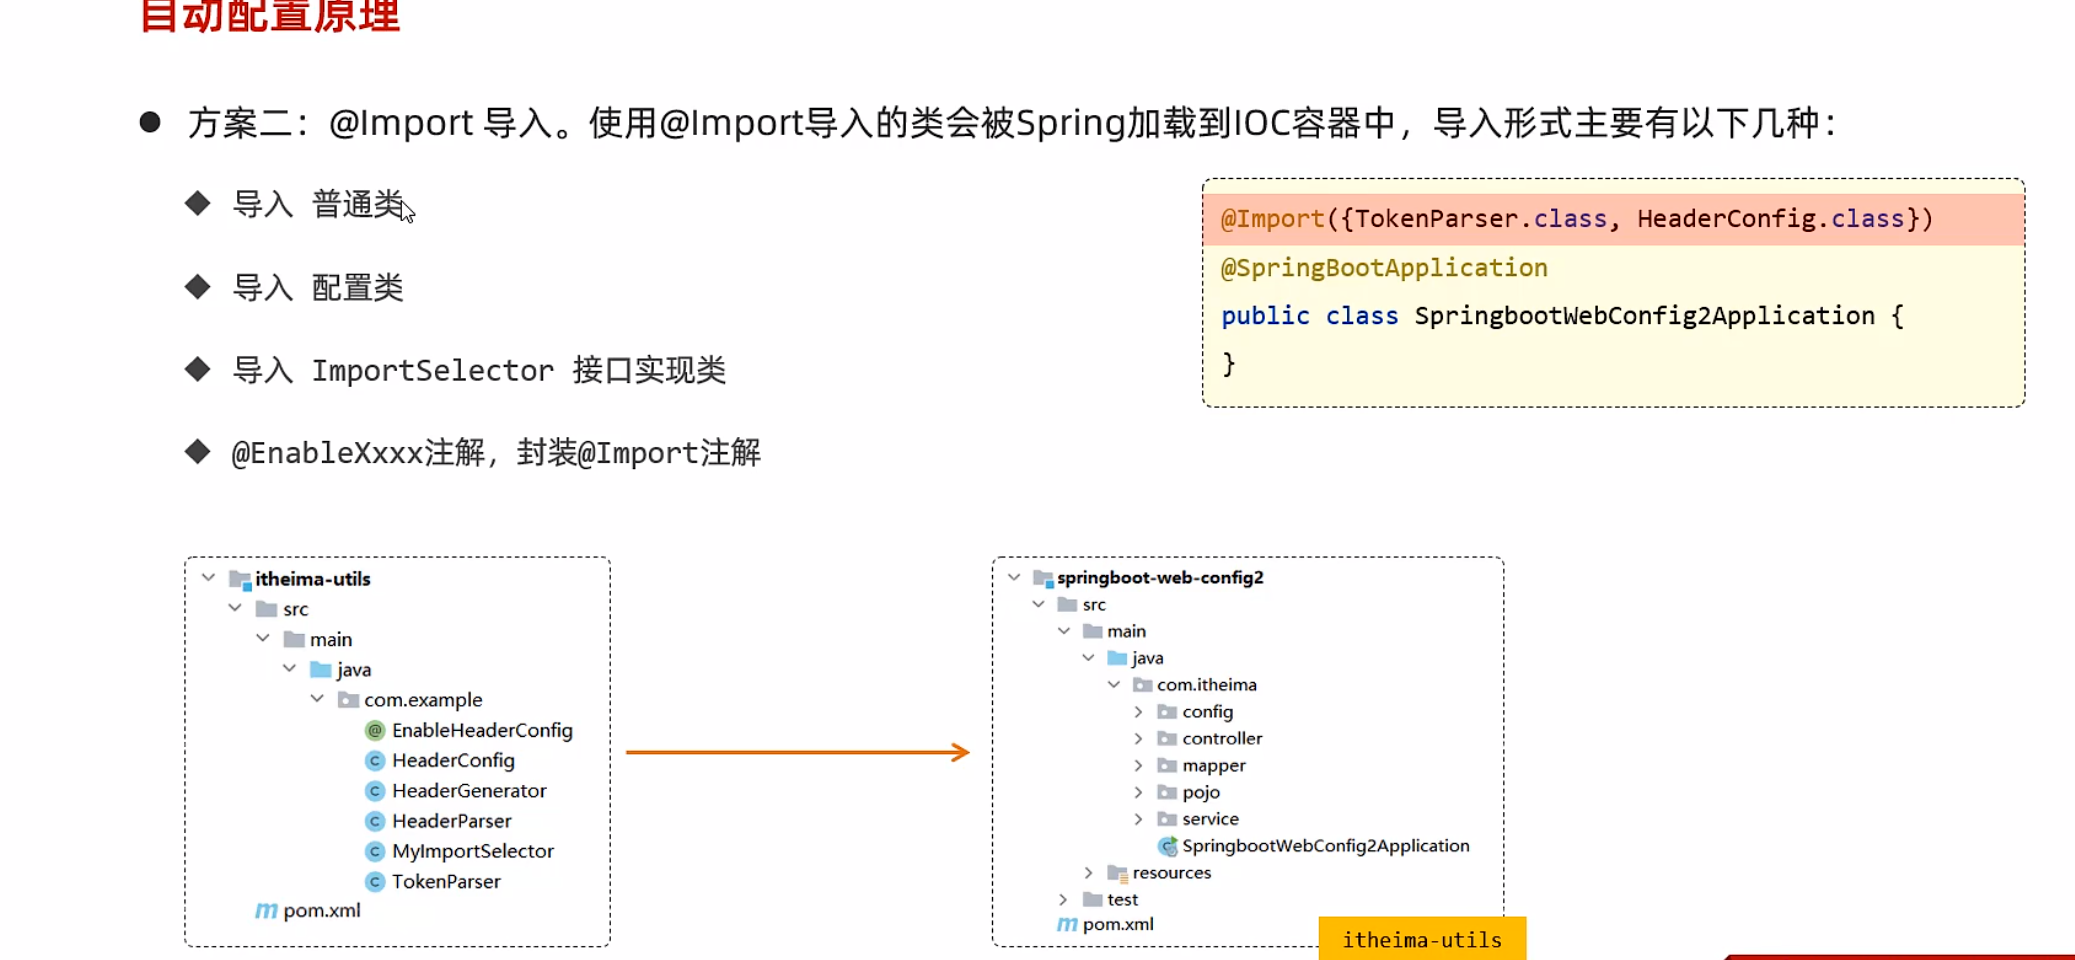 自动配置原理
方案二：@Import 导入。使用@Import导入的类会被Spring加载到IOC容器中，导入形式主要有以下几种：
导入 普通类
导入 配置类
导入 ImportSelector 接口实现类
@EnableXxxx注解，封装@Import注解
@Import({TokenParser.class, HeaderConfig.class})
@SpringBootApplication
public class SpringbootWebConfig2Application {
}
itheima-utils
src
main
java
com.example
EnableHeaderConfig
HeaderConfig
HeaderGenerator
HeaderParser
MyImportSelector
TokenParser
pom.xml
springboot-web-config2
src
main
java
com.itheima
config
controller
mapper
pojo
service
SpringbootWebConfig2Application
resources
test
pom.xml
itheima-utils